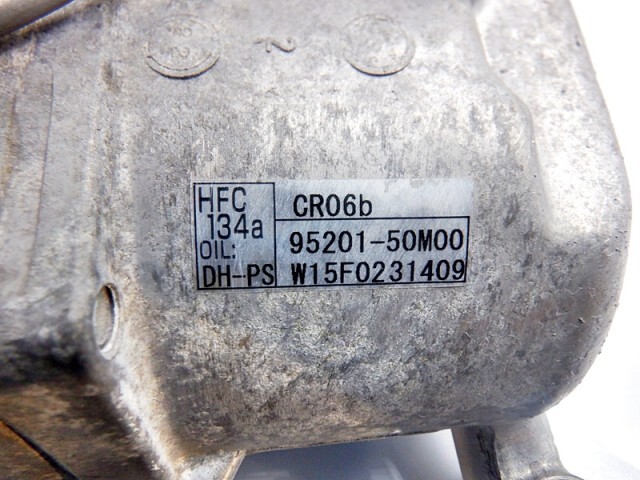 HFC
134a
OIL:
DH-PS
CR06b
95201-50M00
W15F0231409